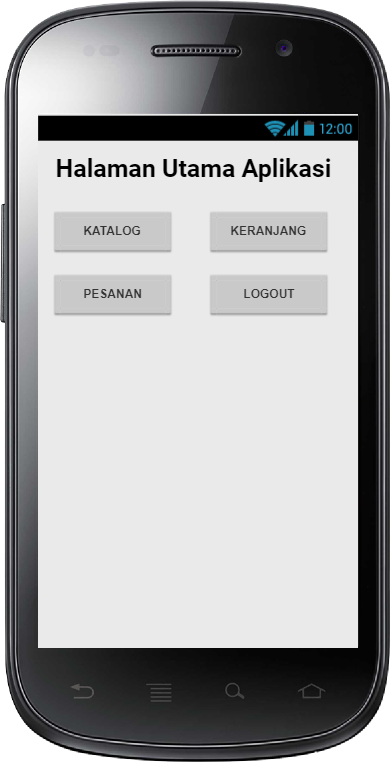 12:00
Halaman Utama Aplikasi
KATALOG KERANJANG
PESANAN LOGOUT